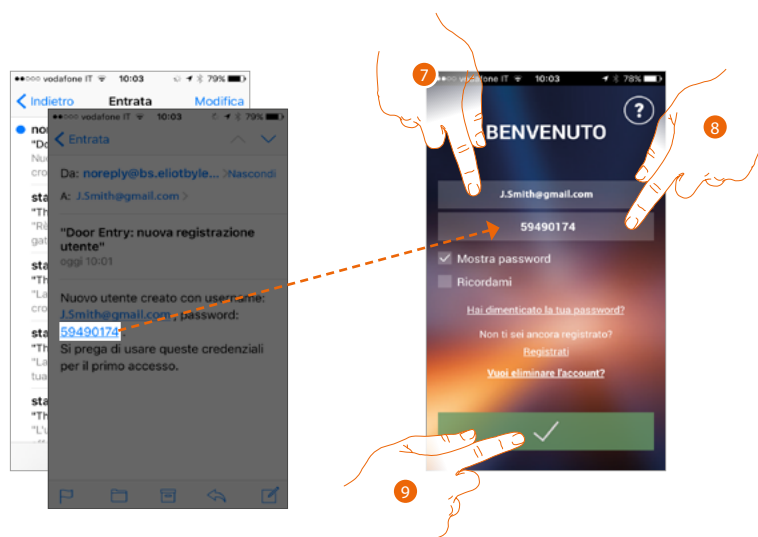 vodafone IT 10:03 79%
Indietro Entrata Modifica
vodafone IT 10:03 79%
Entrata
Da: noreply@bs.eliotbyle... Nascondi
A: J.Smith@gmail.com
"Door Entry: nuova registrazione
utente"
oggi 10:01
Nuovo utente creato con username:
J.Smith@gmail.com , password:
59490174
Si prega di usare queste credenziali
per il primo accesso.
7
vodafone IT 10:03 78%
?
BENVENUTO
8
J.Smith@gmail.com
59490174
Mostra password
Ricordami
Hai dimenticato la tua password?
Non ti sei ancora registrato?
Registrati
Vuoi eliminare l'account?
9